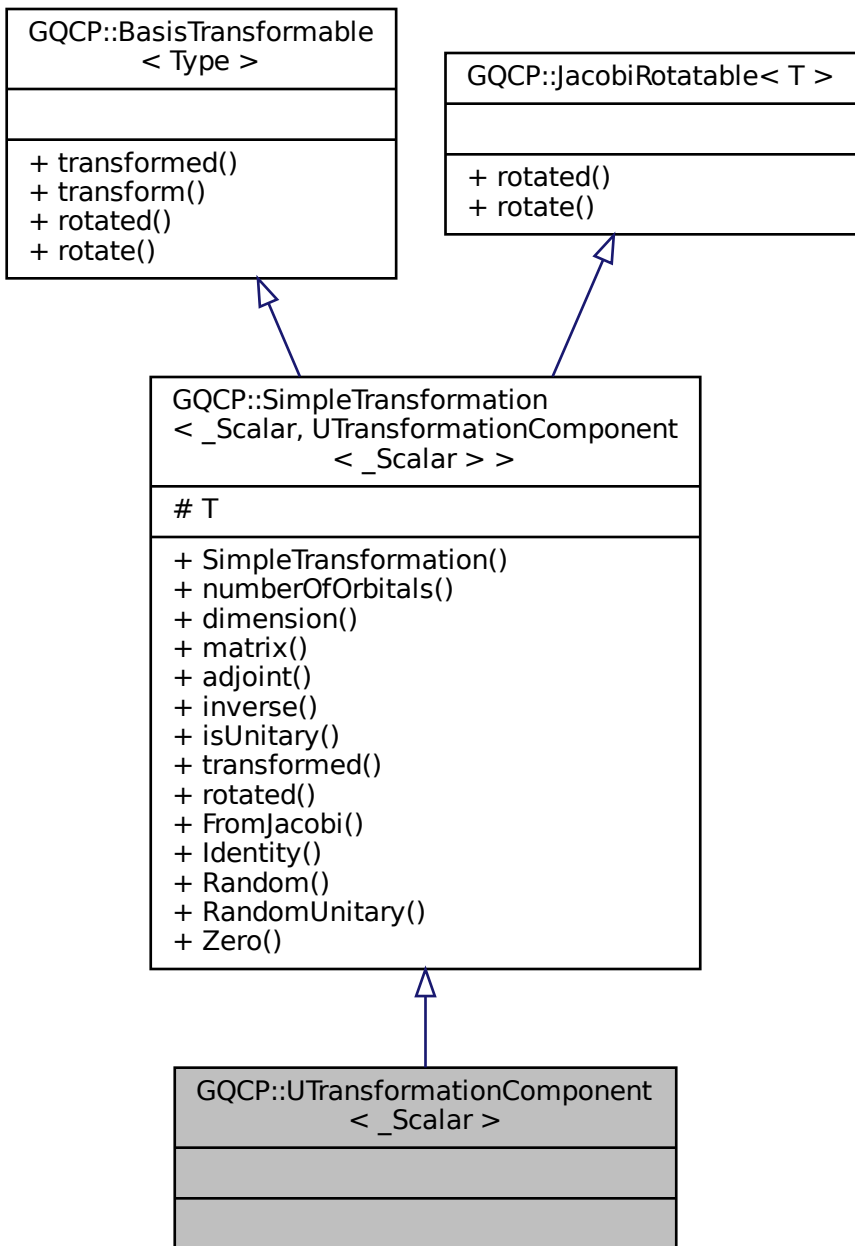 GQCP::BasisTransformable
< Type >
+ transformed()
+ transform()
+ rotated()
+ rotate()
GQCP::JacobiRotatable< T >
+ rotated()
+ rotate()
GQCP::SimpleTransformation
< _Scalar, UTransformationComponent
< _Scalar > >
# T
+ SimpleTransformation()
+ numberOfOrbitals()
+ dimension()
+ matrix()
+ adjoint()
+ inverse()
+ isUnitary()
+ transformed()
+ rotated()
+ FromJacobi()
+ Identity()
+ Random()
+ RandomUnitary()
+ Zero()
GQCP::UTransformationComponent
< _Scalar >